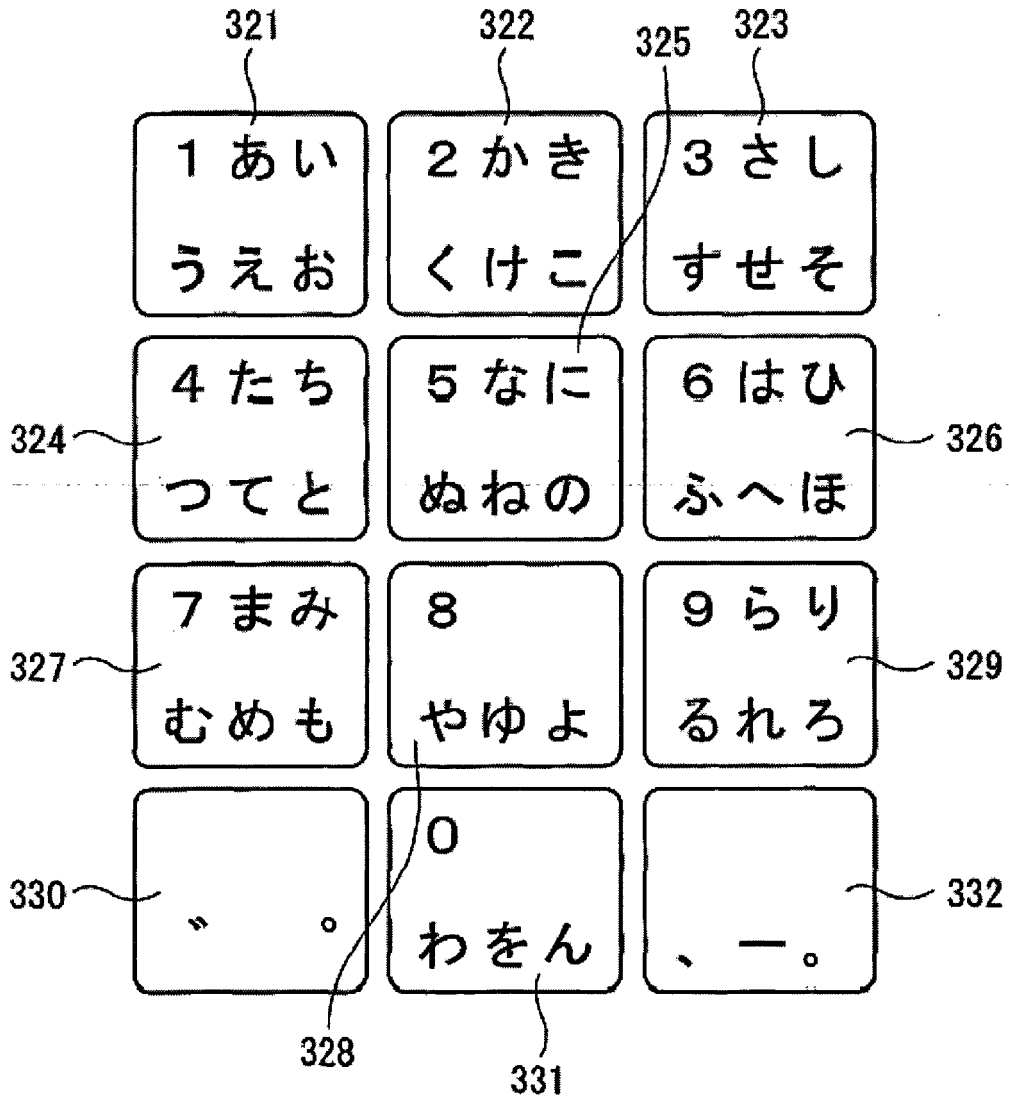 321 322 323
325
1 あ い 2 か き 3 さ し
う え お く け こ す せ そ
4 た ち 5 な に 6 は ひ
324 326
つ て と ぬ ね の ふ へ ほ
7 ま み 8 9 ら り
327 329
む め も や ゆ よ る れ ろ
0
330 332
゛ ゜ わ を ん 、 ー 。
328
331